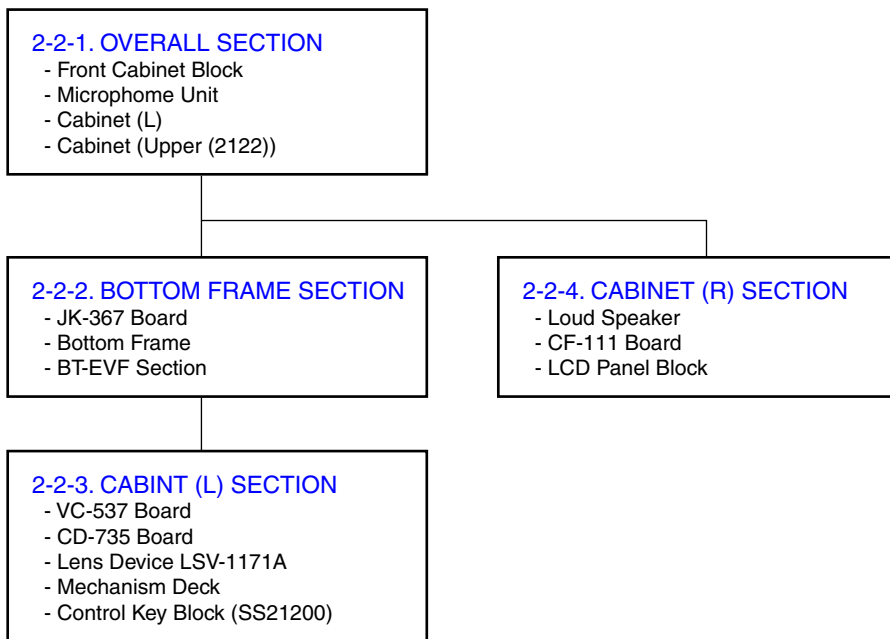 2-2-1. OVERALL SECTION
- Front Cabinet Block
- Microphome Unit
- Cabinet (L)
- Cabinet (Upper (2122))
2-2-2. BOTTOM FRAME SECTION
- JK-367 Board
- Bottom Frame
- BT-EVF Section
2-2-4. CABINET (R) SECTION
- Loud Speaker
- CF-111 Board
- LCD Panel Block
2-2-3. CABINT (L) SECTION
- VC-537 Board
- CD-735 Board
- Lens Device LSV-1171A
- Mechanism Deck
- Control Key Block (SS21200)